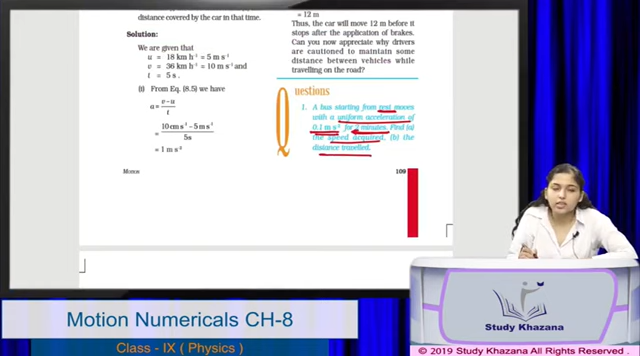 distance covered by the car in that time.
Solution:
We are given that
u = 18 km h⁻¹ = 5 m s⁻¹
v = 36 km h⁻¹ = 10 m s⁻¹ and
t = 5 s.
(i) From Eq. (8.5) we have
a = v – u / t
= 10 m s⁻¹ – 5 m s⁻¹ / 5s
= 1 m s⁻²
MOTION
= 12 m
Thus, the car will move 12 m before it
stops after the application of brakes.
Can you now appreciate why drivers
are cautioned to maintain some
distance between vehicles while
travelling on the road?
Questions
1. A bus starting from rest moves
with a uniform acceleration of
0.1 m s⁻² for 2 minutes. Find (a)
the speed acquired, (b) the
distance travelled.
109
Study Khazana
Motion Numericals CH-8
Class - IX ( Physics )
© 2019 Study Khazana All Rights Reserved